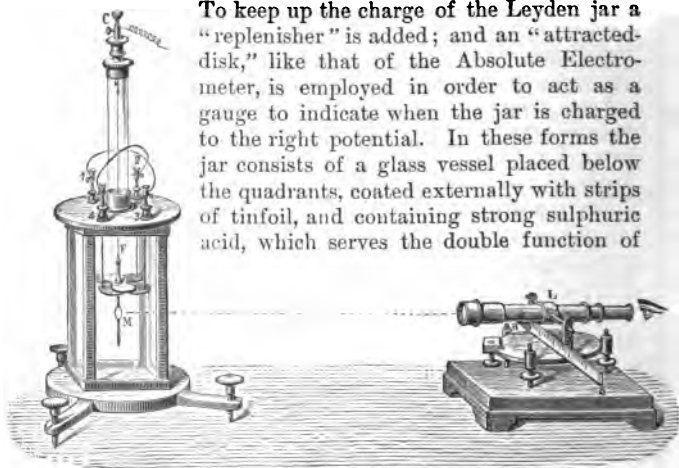 To keep up the charge of the Leyden jar a
“replenisher” is added; and an “attracted-
disk,” like that of the Absolute Electro-
meter, is employed in order to act as a
gauge to indicate when the jar is charged
to the right potential. In these forms the
jar consists of a glass vessel placed below
the quadrants, coated externally with strips
of tinfoil, and containing strong sulphuric
acid, which serves the double function of
C
F
M
L